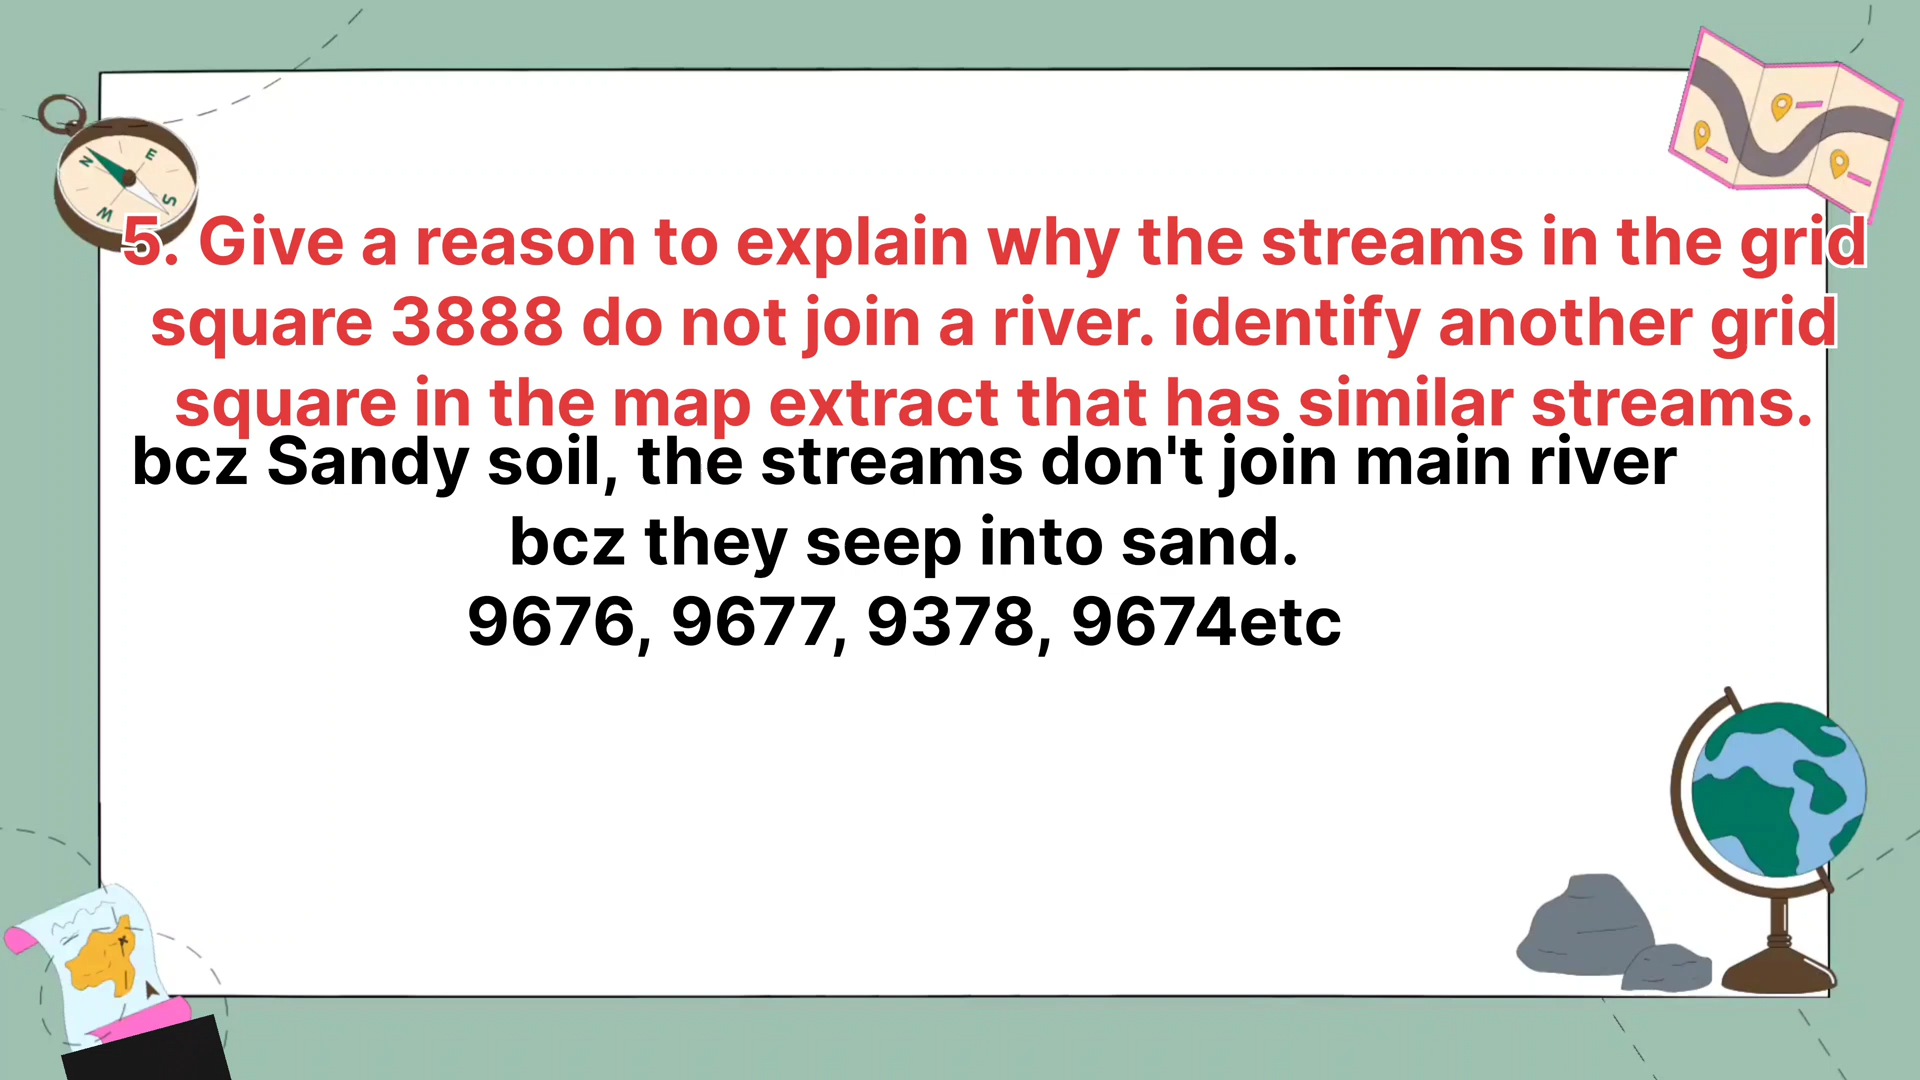 5. Give a reason to explain why the streams in the grid
square 3888 do not join a river. identify another grid
square in the map extract that has similar streams.
bcz Sandy soil, the streams don't join main river
bcz they seep into sand.
9676, 9677, 9378, 9674etc
N
E
S
W